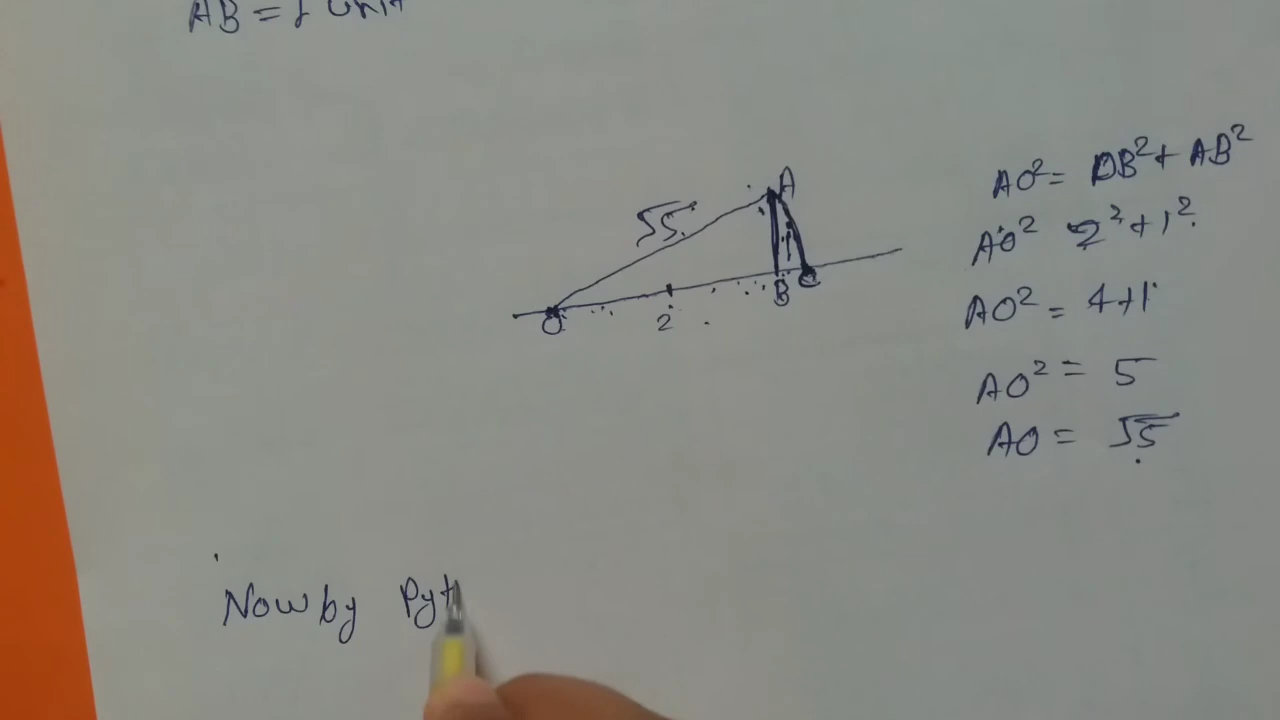 AB = 1 unit
A
√5
O
2
B
C
AO² = OB² + AB²
AO² 2² + 1²
AO² = 4+1
AO² = 5
AO = √5
Now by Pyt